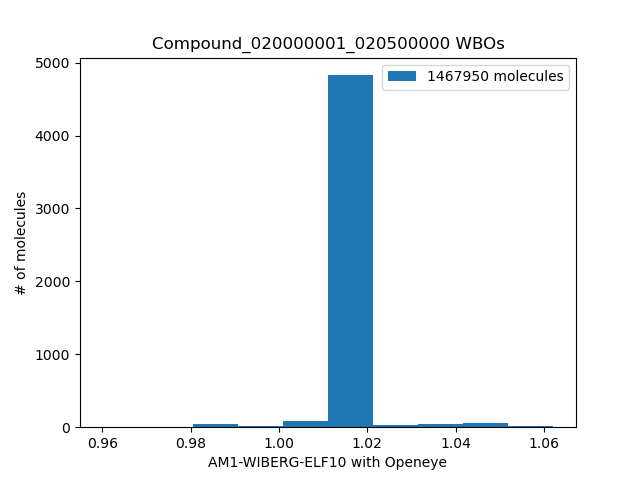 Compound_020000001_020500000 WBOs
1467950 molecules
# of molecules
5000
4000
3000
2000
1000
0
0.96 0.98 1.00 1.02 1.04 1.06
AM1-WIBERG-ELF10 with Openeye